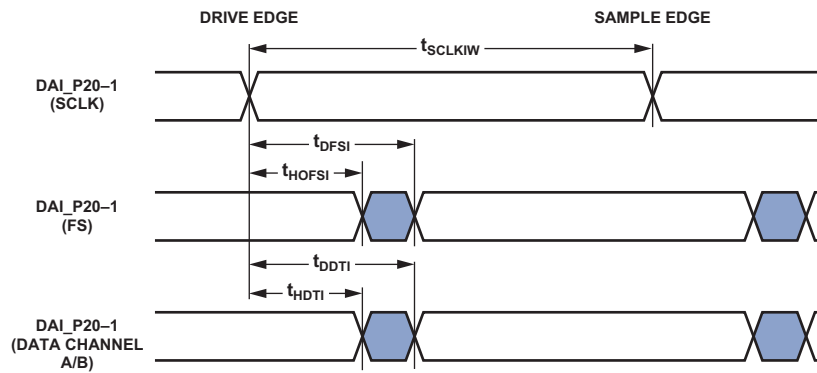 DRIVE EDGE
SAMPLE EDGE
tSCLKIW
DAI_P20–1
(SCLK)
tDFSI
tHOFSI
DAI_P20–1
(FS)
tDDTI
tHDTI
DAI_P20–1
(DATA CHANNEL
A/B)